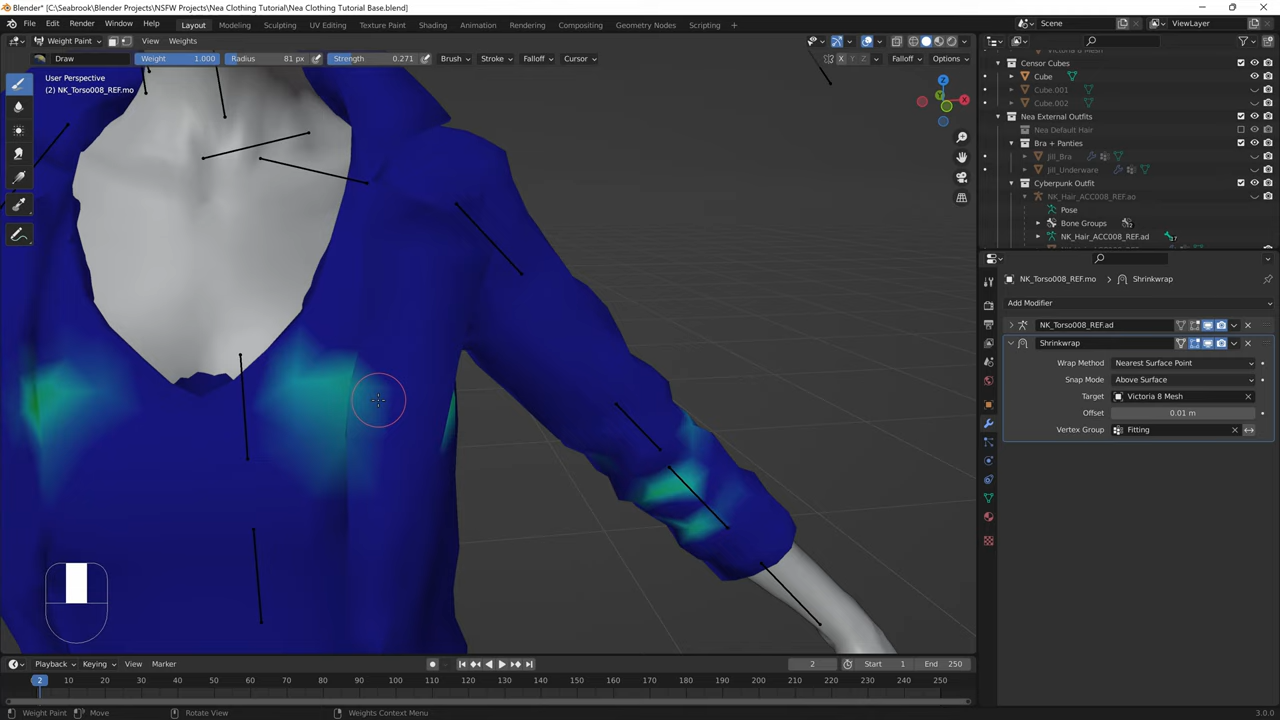 Blender* [C:\Seabrook\Blender Projects\NSFW Projects\Nea Clothing Tutorial\Nea Clothing Tutorial Base.blend]
File Edit Render Window Help Layout Modeling Sculpting UV Editing Texture Paint Shading Animation Rendering Compositing Geometry Nodes Scripting Scene ViewLayer
Weight Paint View Weights
Draw Weight 1.000 Radius 81 px Strength 0.271 Brush Stroke Falloff Cursor X Y Z Falloff Options
User Perspective
(2) NK_Torso008_REF.mo
Z
X
Y
Victoria 8 Mesh
Censor Cubes
Cube
Cube.001
Cube.002
Nea External Outfits
Nea Default Hair
Bra + Panties
Jill_Bra
Jill_Underware
Cyberpunk Outfit
NK_Hair_ACC008_REF.ao
Pose
Bone Groups
NK_Hair_ACC008_REF.ad
NK_Torso008_REF.mo > Shrinkwrap
Add Modifier
NK_Torso008_REF.ad
Shrinkwrap
Wrap Method Nearest Surface Point
Snap Mode Above Surface
Target Victoria 8 Mesh
Offset 0.01 m
Vertex Group Fitting
Playback Keying View Marker 2 Start 1 End 250
2 10 20 30 40 50 60 70 80 90 100 110 120 130 140 150 160 170 180 190 200 210 220 230 240 250
Weight Paint Move Rotate View Weights Context Menu 3.0.0